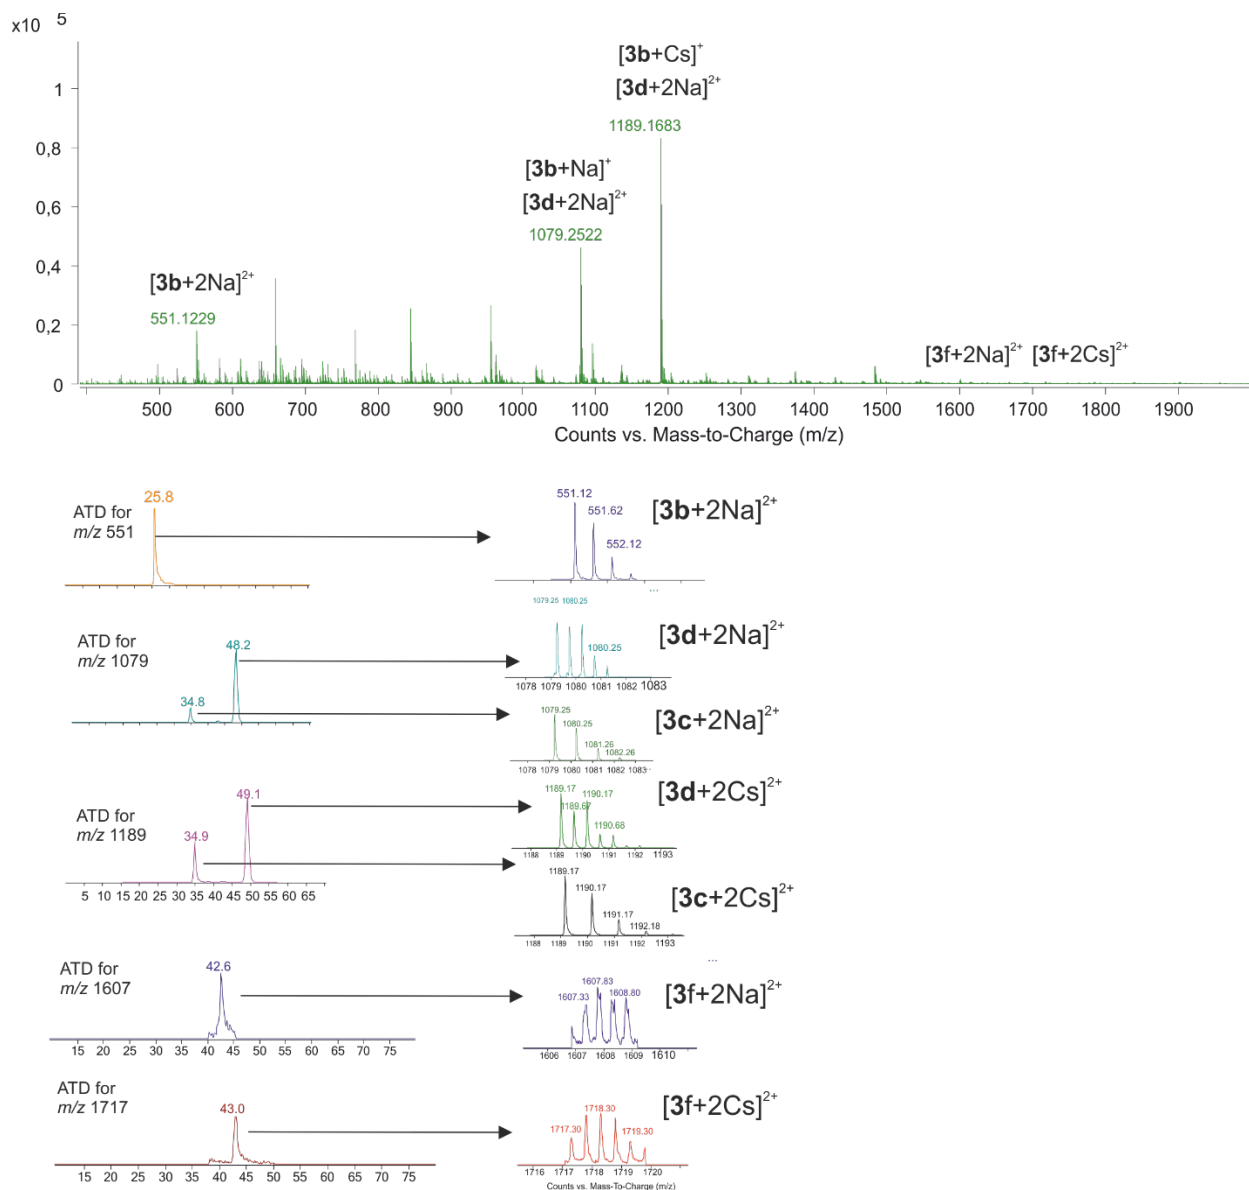 x10 5
[3b+Cs]+
[3d+2Na]2+
1189.1683
[3b+Na]+
[3d+2Na]2+
1079.2522
[3b+2Na]2+
551.1229
[3f+2Na]2+ [3f+2Cs]2+
1
0,8
0,6
0,4
0,2
0
500 600 700 800 900 1000 1100 1200 1300 1400 1500 1600 1700 1800 1900
Counts vs. Mass-to-Charge (m/z)
ATD for
m/z 551
25.8
551.12
551.62
552.12
[3b+2Na]2+
...
ATD for
m/z 1079
48.2
34.8
1079.25 1080.25
1080.25
1078 1079 1080 1081 1082 1083
[3d+2Na]2+
1079.25
1080.25
1081.26
1082.26
1078 1079 1080 1081 1082 1083..
[3c+2Na]2+
ATD for
m/z 1189
49.1
34.9
5 10 15 20 25 30 35 40 45 50 55 60 65
1189.17
1189.67
1190.17
1190.68
1188 1189 1190 1191 1192 1193
[3d+2Cs]2+
1189.17
1190.17
1191.17
1192.18
1188 1189 1190 1191 1192 1193
[3c+2Cs]2+
...
ATD for
m/z 1607
42.6
15 20 25 30 35 40 45 50 55 60 65 70 75
1607.33
1607.83
1608.80
1606 1607 1608 1609 1610
[3f+2Na]2+
ATD for
m/z 1717
43.0
15 20 25 30 35 40 45 50 55 60 65 70 75
1717.30
1718.30
1719.30
1716 1717 1718 1719 1720
Counts vs. Mass-To-Charge (m/z)
[3f+2Cs]2+